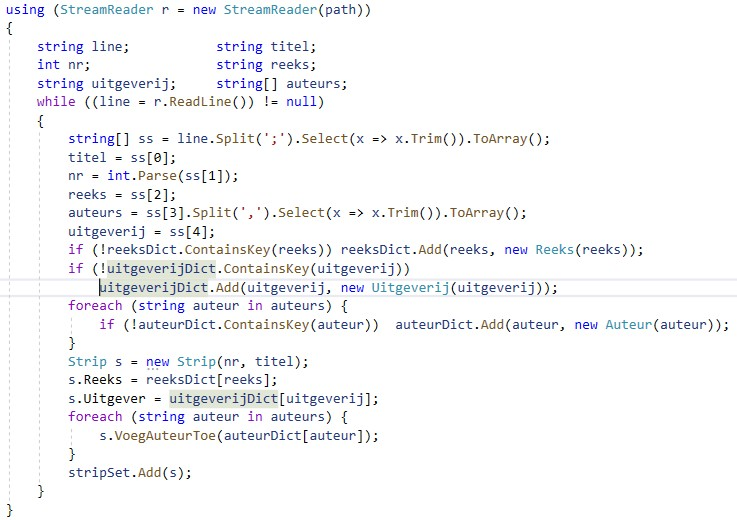 using (StreamReader r = new StreamReader(path))
{
    string line;           string titel;
    int nr;                string reeks;
    string uitgeverij;     string[] auteurs;
    while ((line = r.ReadLine()) != null)
    {
        string[] ss = line.Split(';').Select(x => x.Trim()).ToArray();
        titel = ss[0];
        nr = int.Parse(ss[1]);
        reeks = ss[2];
        auteurs = ss[3].Split(',').Select(x => x.Trim()).ToArray();
        uitgeverij = ss[4];
        if (!reeksDict.ContainsKey(reeks)) reeksDict.Add(reeks, new Reeks(reeks));
        if (!uitgeverijDict.ContainsKey(uitgeverij))
            uitgeverijDict.Add(uitgeverij, new Uitgeverij(uitgeverij));
        foreach (string auteur in auteurs) {
            if (!auteurDict.ContainsKey(auteur))  auteurDict.Add(auteur, new Auteur(auteur));
        }
        Strip s = new Strip(nr, titel);
        s.Reeks = reeksDict[reeks];
        s.Uitgever = uitgeverijDict[uitgeverij];
        foreach (string auteur in auteurs) {
            s.VoegAuteurToe(auteurDict[auteur]);
        }
        stripSet.Add(s);
    }
}